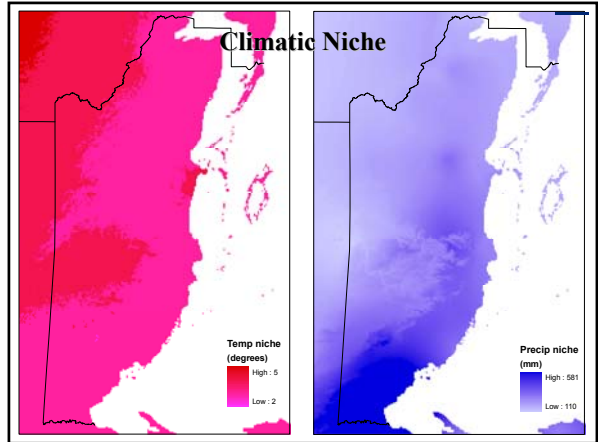 Climatic Niche
Temp niche
(degrees)
High : 5
Low : 2
Precip niche
(mm)
High : 581
Low : 110